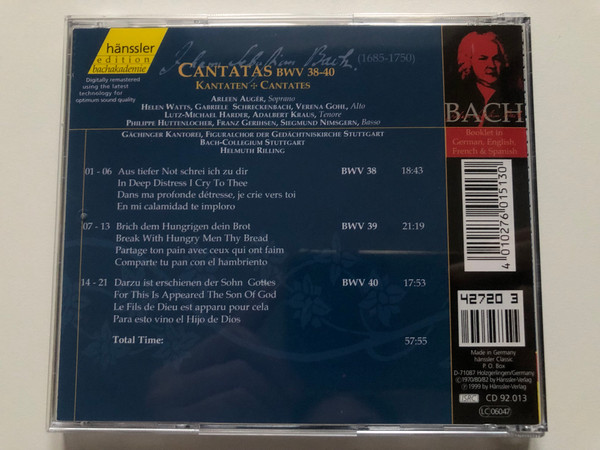 hänssler
edition
bachakademie
Digitally remastered
using the latest
technology for
optimum sound quality
Johann Sebastian Bach (1685-1750)
CANTATAS BWV 38-40
KANTATEN ÷ CANTATES
ARLEEN AUGÉR, Soprano
HELEN WATTS, GABRIELE SCHRECKENBACH, VERENA GOHL, Alto
LUTZ-MICHAEL HARDER, ADALBERT KRAUS, Tenore
PHILIPPE HUTTENLOCHER, FRANZ GERIHSEN, SIEGMUND NIMSGERN, Basso
GÄCHINGER KANTOREI, FIGURALCHOR DER GEDÄCHTNISKIRCHE STUTTGART
BACH-COLLEGIUM STUTTGART
HELMUTH RILLING
01 - 06 Aus tiefer Not schrei ich zu dir BWV 38 18:43
In Deep Distress I Cry To Thee
Dans ma profonde détresse, je crie vers toi
En mi calamidad te imploro
07 - 13 Brich dem Hungrigen dein Brot BWV 39 21:19
Break With Hungry Men Thy Bread
Partage ton pain avec ceux qui ont faim
Comparte tu pan con el hambriento
14 - 21 Darzu ist erschienen der Sohn Gottes BWV 40 17:53
For This Is Appeared The Son Of God
Le Fils de Dieu est apparu pour cela
Para esto vino el Hijo de Dios
Total Time: 57:55
BACH
Booklet in
German, English,
French & Spanish
4 010276 015130
42720 3
Made in Germany
hänssler Classic
P. O. Box
D-71087 Holzgerlingen/Germany
©1970/80/82 by Hänssler-Verlag
℗ 1999 by Hänssler-Verlag
CD 92.013
LC 06047